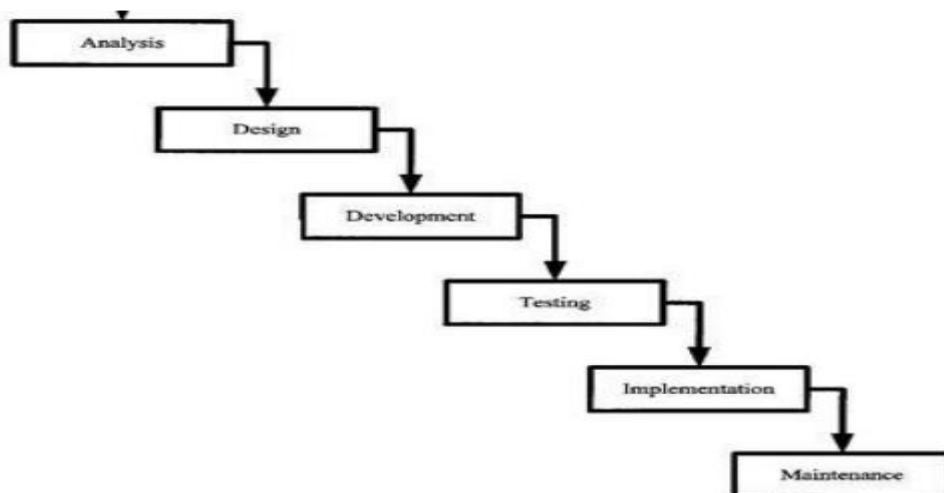 Analysis
Design
Development
Testing
Implementation
Maintenance